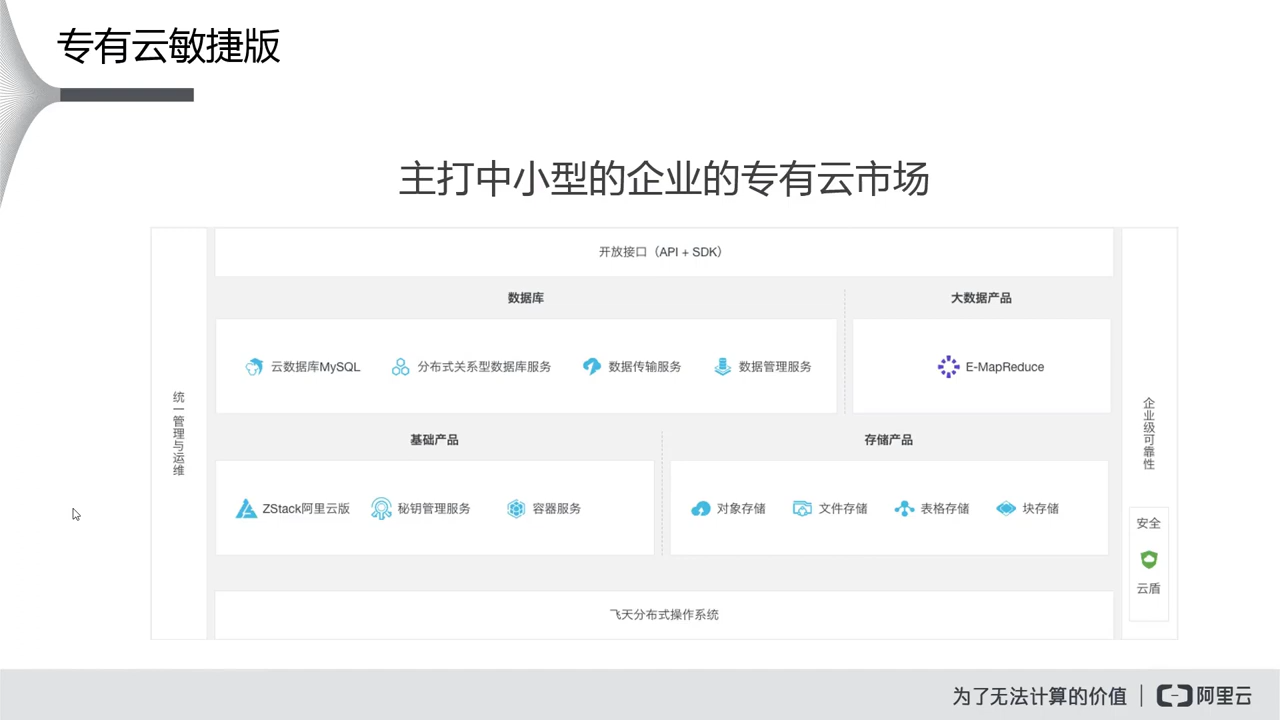 专有云敏捷版
主打中小型的企业的专有云市场
统一管理与运维
开放接口（API + SDK）
数据库
大数据产品
云数据库MySQL 分布式关系型数据库服务 数据传输服务 数据管理服务
E-MapReduce
基础产品
存储产品
ZStack阿里云版 秘钥管理服务 容器服务
对象存储 文件存储 表格存储 块存储
飞天分布式操作系统
企业级可靠性
安全
云盾
为了无法计算的价值 | 阿里云